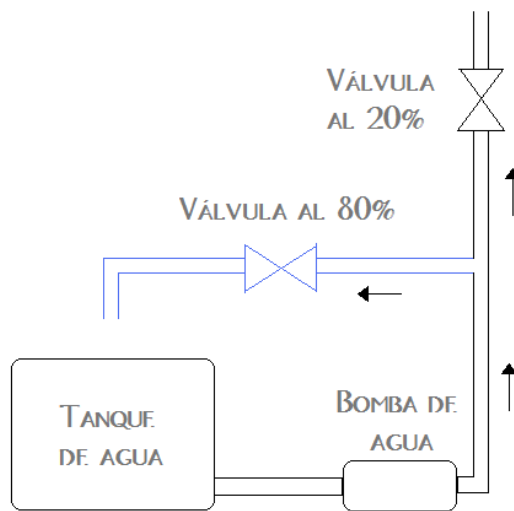 Válvula
al 20%
Válvula al 80%
Bomba de
agua
Tanque
de agua